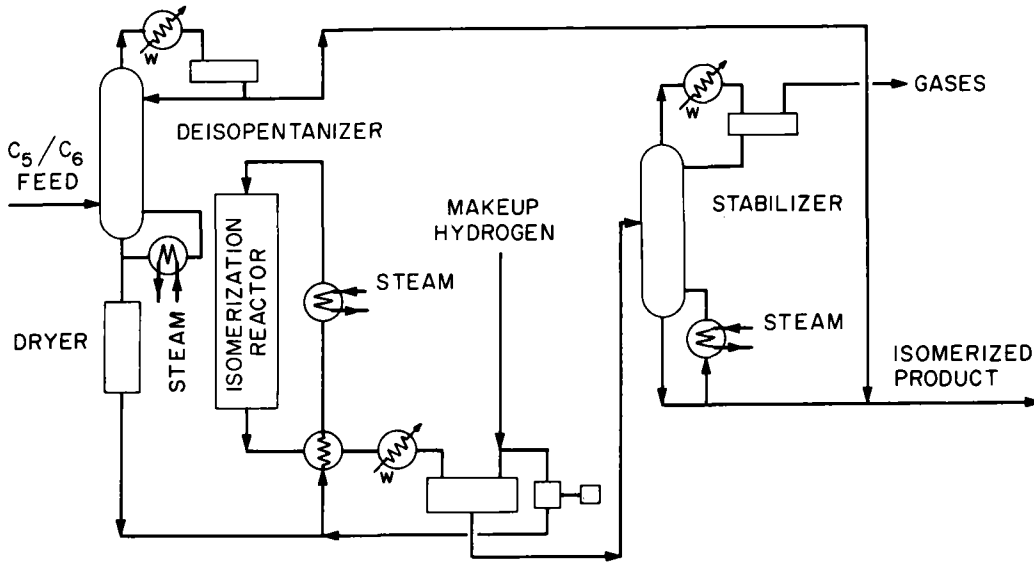 W
DEISOPENTANIZER
C5/C6
FEED
STEAM
DRYER
ISOMERIZATION
REACTOR
STEAM
W
MAKEUP
HYDROGEN
W
GASES
STABILIZER
STEAM
ISOMERIZED
PRODUCT